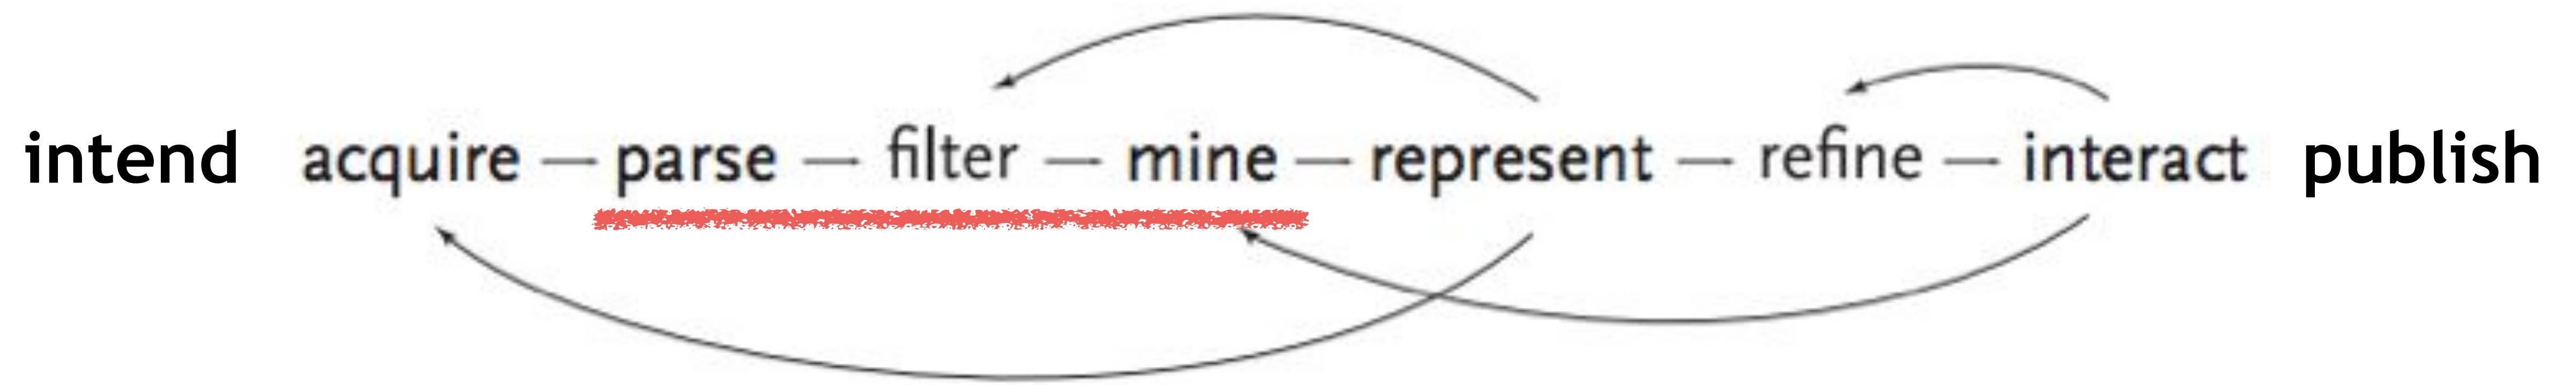 intend acquire — parse — filter — mine — represent — refine — interact publish